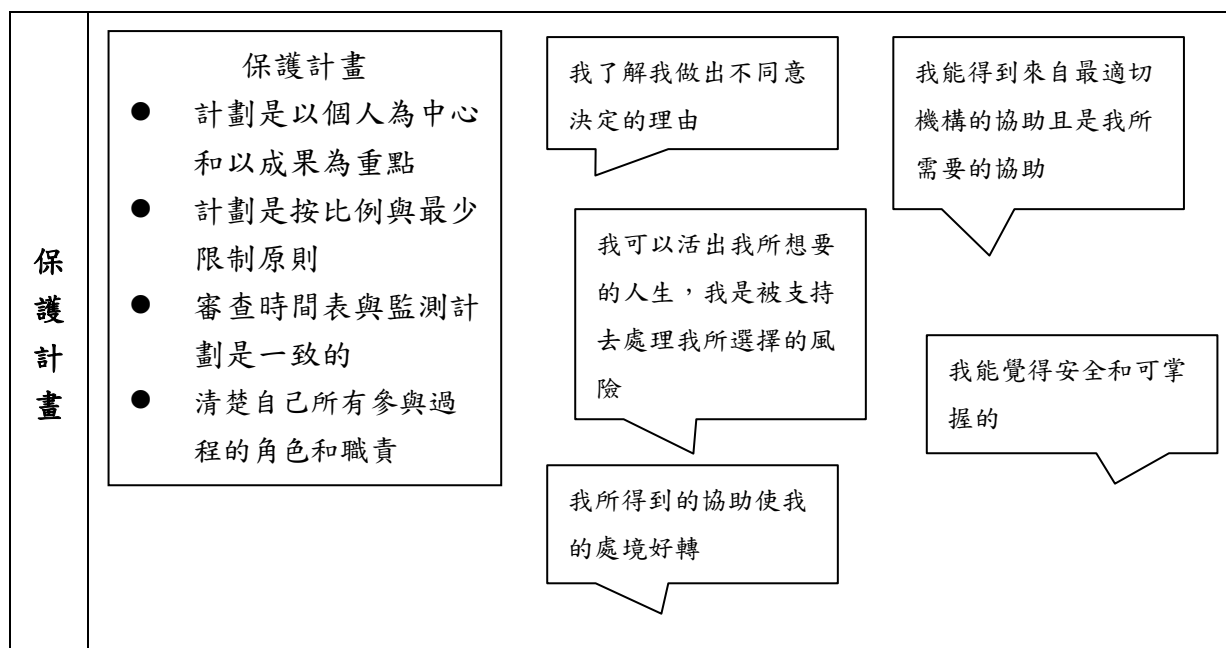 保
護
計
畫
保護計畫
● 計劃是以個人為中心
和以成果為重點
● 計劃是按比例與最少
限制原則
● 審查時間表與監測計
劃是一致的
● 清楚自己所有參與過
程的角色和職責
我了解我做出不同意
決定的理由
我能得到來自最適切
機構的協助且是我所
需要的協助
我可以活出我所想要
的人生，我是被支持
去處理我所選擇的風
險
我能覺得安全和可掌
握的
我所得到的協助使我
的處境好轉